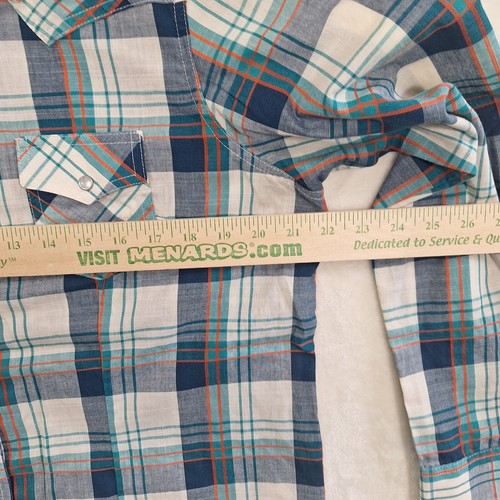 13 14 15 16 17 18 19 20 21 22 23 24 25 26
VISIT MENARDS.com Dedicated to Service & Qu